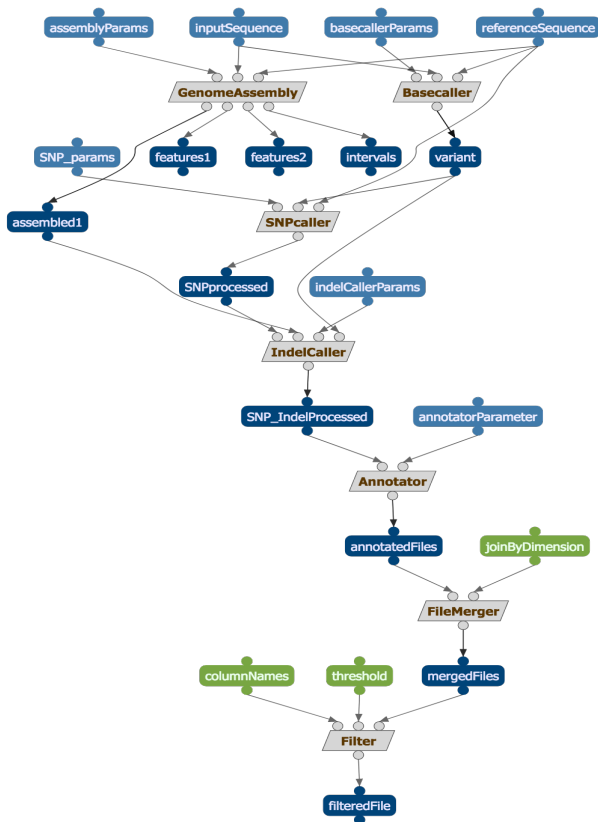 assemblyParams
inputSequence
basecallerParams
referenceSequence
GenomeAssembly
Basecaller
SNP_params
features1
features2
intervals
variant
assembled1
SNPcaller
SNPprocessed
indelCallerParams
IndelCaller
SNP_IndelProcessed
annotatorParameter
Annotator
annotatedFiles
joinByDimension
FileMerger
columnNames
threshold
mergedFiles
Filter
filteredFile